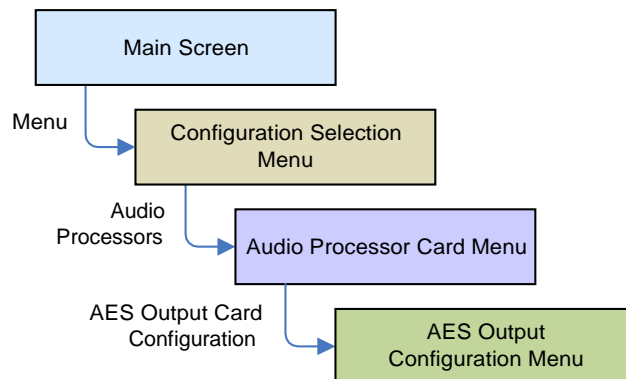 Main Screen
Menu
Configuration Selection
Menu
Audio
Processors
Audio Processor Card Menu
AES Output Card
Configuration
AES Output
Configuration Menu